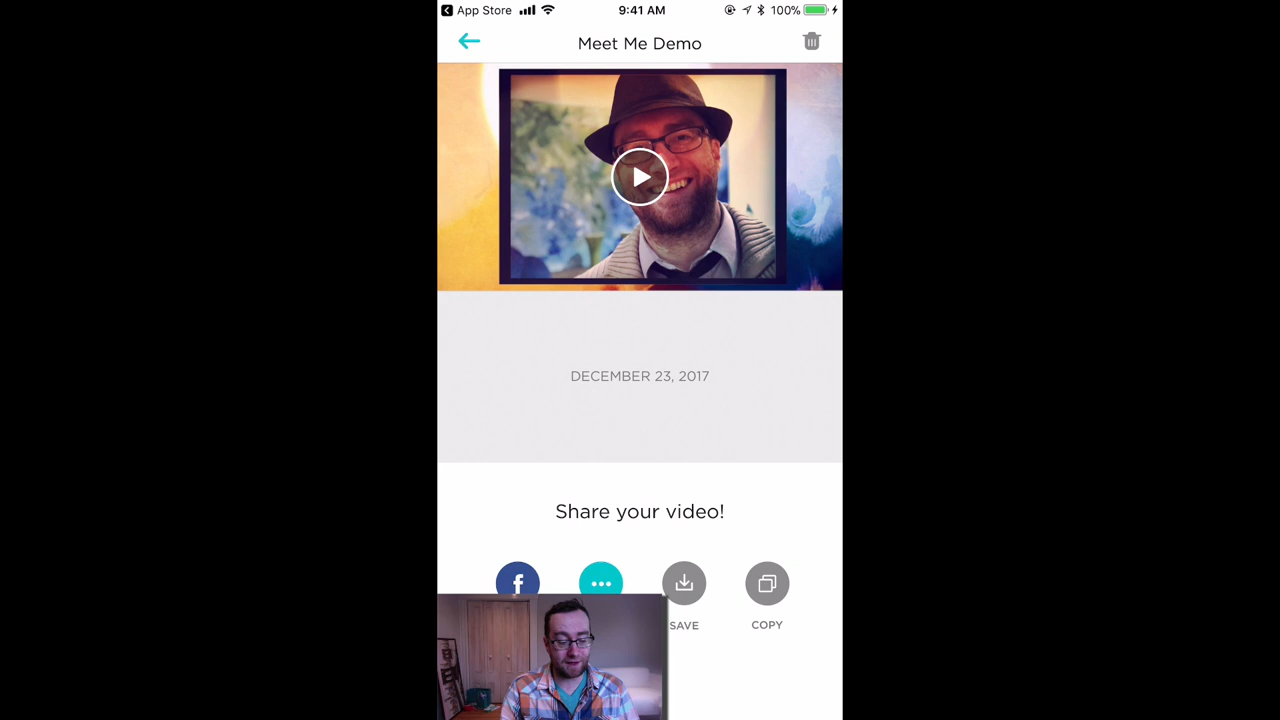 App Store 9:41 AM 100%
Meet Me Demo
DECEMBER 23, 2017
Share your video!
f
SAVE COPY